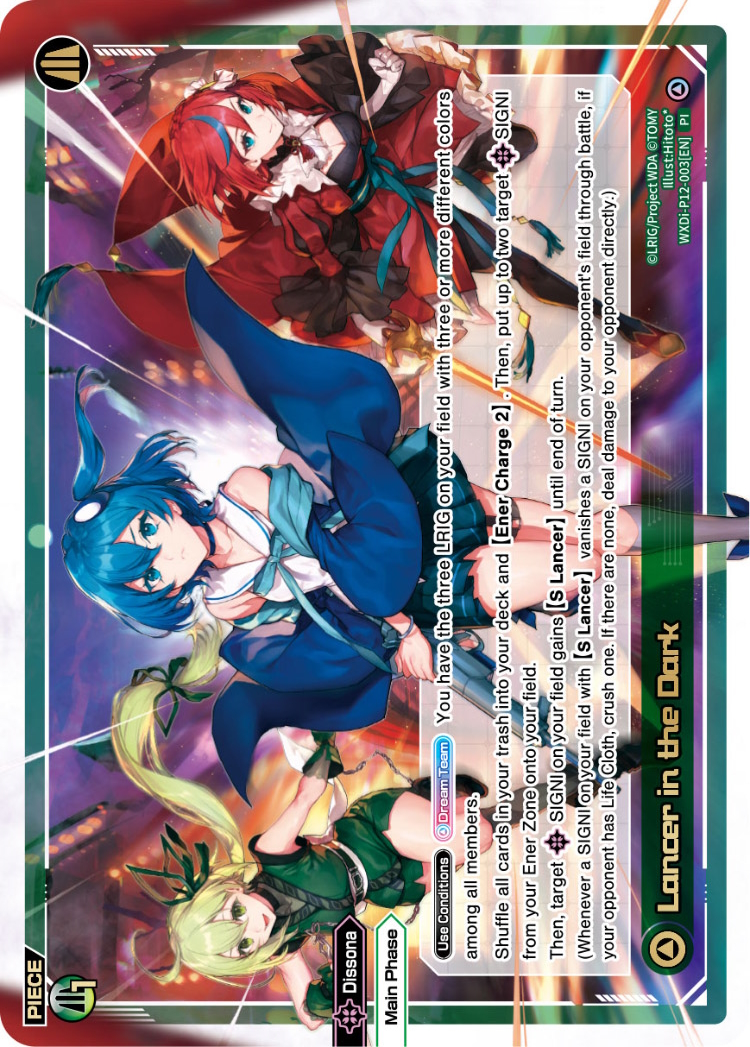 PIECE
1
Dissona
Main Phase
Use Conditions Dream Team You have the three LRIG on your field with three or more different colors
among all members.
Shuffle all cards in your trash into your deck and [Ener Charge 2]. Then, put up to two target SIGNI
from your Ener Zone onto your field.
Then, target SIGNI on your field gains [S Lancer] until end of turn.
(Whenever a SIGNI on your field with [S Lancer] vanishes a SIGNI on your opponent's field through battle, if
your opponent has Life Cloth, crush one. If there are none, deal damage to your opponent directly.)
Lancer in the Dark
©LRIG/Project WDA ©TOMY
Illust:Hitoto*
WXDi-P12-003[EN] PI